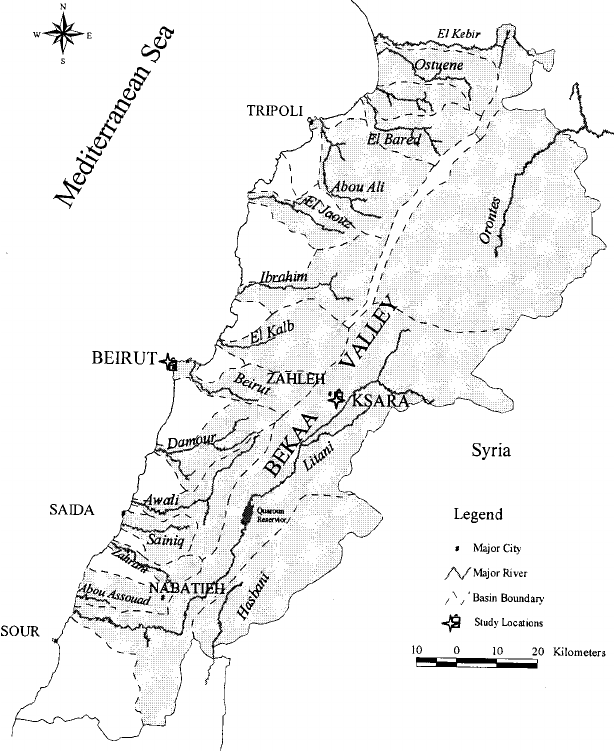 N
W E
S
Mediterranean Sea
El Kebir
Ostuene
TRIPOLI
El Bared
Abou Ali
El Jaouz
Orontes
Ibrahim
El Kalb
BEIRUT
Beirut
ZAHLEH
BEKAA VALLEY
KSARA
Damour
Litani
Syria
Awali
SAIDA
Quaroun
Reservior/
Sainiq
Zahrani
NABATIEH
Abou Assouad
Hasbani
SOUR
Legend
Major City
Major River
Basin Boundary
Study Locations
10 0 10 20 Kilometers